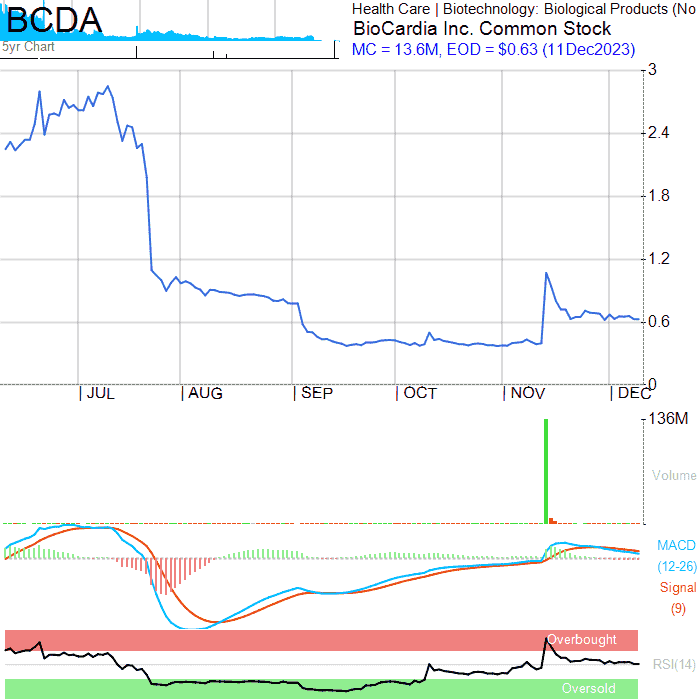 BCDA
5yr Chart
Health Care | Biotechnology: Biological Products (No
BioCardia Inc. Common Stock
MC = 13.6M, EOD = $0.63 (11Dec2023)
3
2.4
1.8
1.2
0.6
0
JUL AUG SEP OCT NOV DEC
136M
Volume
MACD
(12-26)
Signal
(9)
Overbought
RSI(14)
Oversold